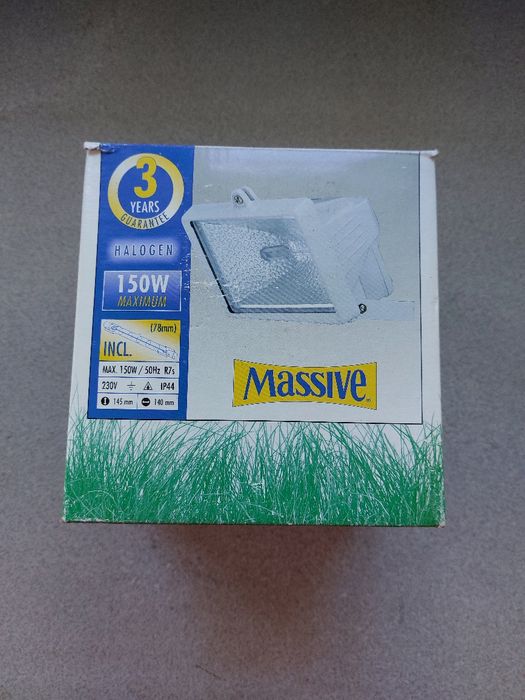 3
YEARS
GUARANTEE
HALOGEN
150W
MAXIMUM
(78mm)
INCL.
MAX. 150W / 50Hz R7s
230V IP44
145 mm 140 mm
MASSIVE